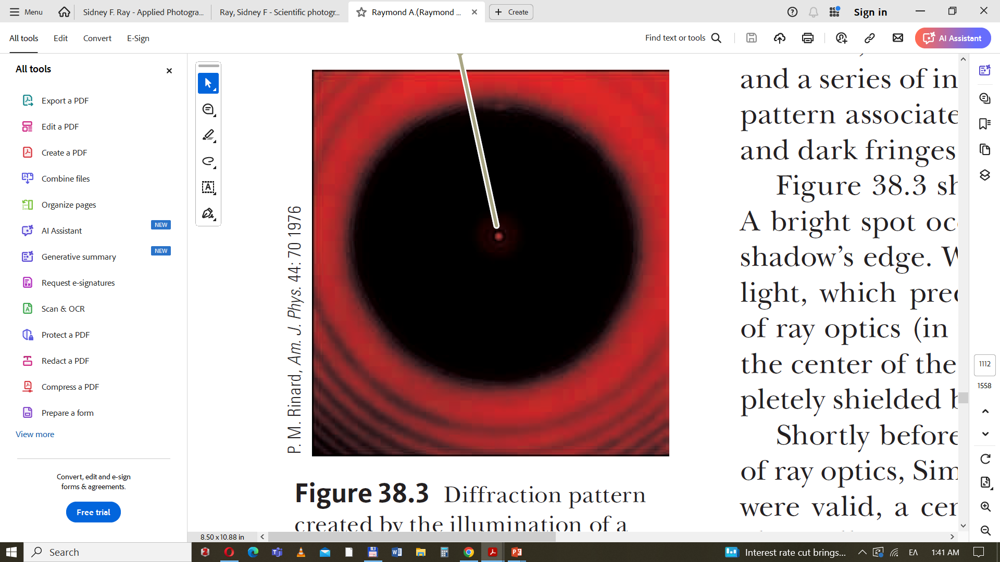 Menu
Sidney F. Ray - Applied Photogra...
Ray, Sidney F - Scientific photogr...
Raymond A.(Raymond ...
Create
Sign in
All tools
Edit
Convert
E-Sign
Find text or tools
AI Assistant
All tools
Export a PDF
Edit a PDF
Create a PDF
Combine files
Organize pages
AI Assistant
NEW
Generative summary
NEW
Request e-signatures
Scan & OCR
Protect a PDF
Redact a PDF
Compress a PDF
Prepare a form
View more
Convert, edit and e-sign
forms & agreements.
Free trial
P. M. Rinard, Am. J. Phys. 44: 70 1976
Figure 38.3 Diffraction pattern
created by the illumination of a
and a series of in
pattern associate
and dark fringes
Figure 38.3 sh
A bright spot oc
shadow's edge. W
light, which pred
of ray optics (in
the center of the
pletely shielded b
Shortly before
of ray optics, Sim
were valid, a cen
1112
1558
8.50 x 10.88 in
Search
Interest rate cut brings...
ΕΛ
1:41 AM